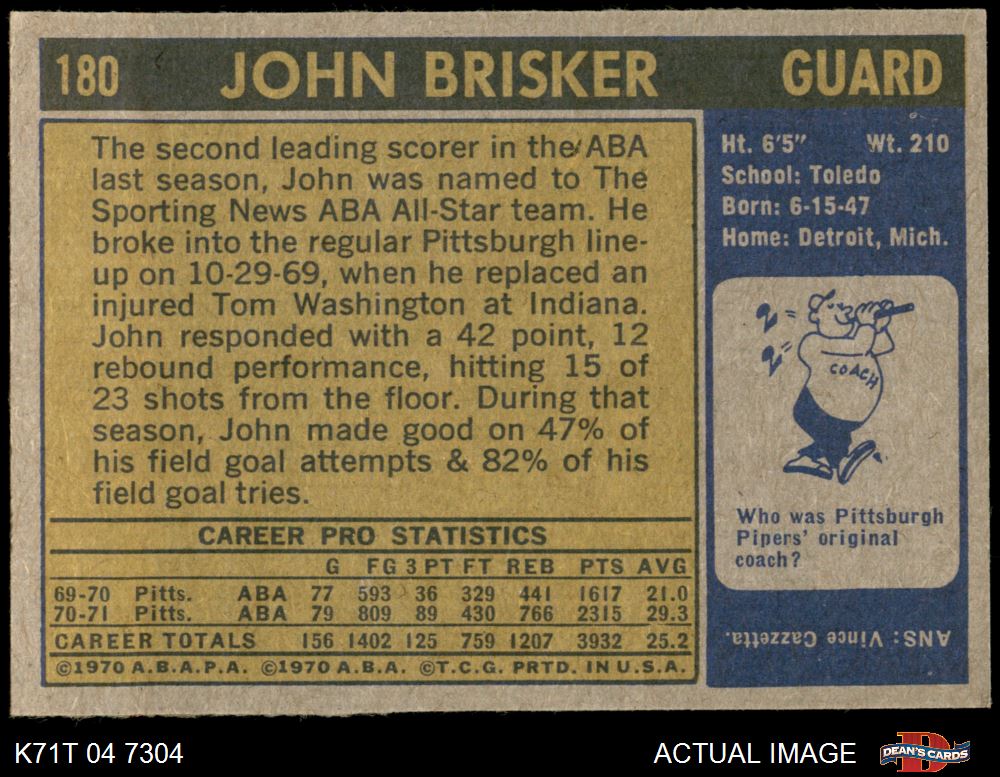 180 JOHN BRISKER GUARD
The second leading scorer in the ABA
last season, John was named to The
Sporting News ABA All-Star team. He
broke into the regular Pittsburgh line-
up on 10-29-69, when he replaced an
injured Tom Washington at Indiana.
John responded with a 42 point, 12
rebound performance, hitting 15 of
23 shots from the floor. During that
season, John made good on 47% of
his field goal attempts & 82% of his
field goal tries.
CAREER PRO STATISTICS
G FG 3PT FT REB PTS AVG
69-70 Pitts. ABA 77 593 36 329 441 1617 21.0
70-71 Pitts. ABA 79 809 89 430 766 2315 29.3
CAREER TOTALS 156 1402 125 759 1207 3932 25.2
©1970 A.B.A.P.A. ©1970 A.B.A. ©T.C.G. PRTD. IN U.S.A.
Ht. 6'5" Wt. 210
School: Toledo
Born: 6-15-47
Home: Detroit, Mich.
2=
2=
COACH
Who was Pittsburgh
Pipers' original
coach?
ANS: Vince Cazzetta.
K71T 04 7304 ACTUAL IMAGE
D
DEAN'S CARDS